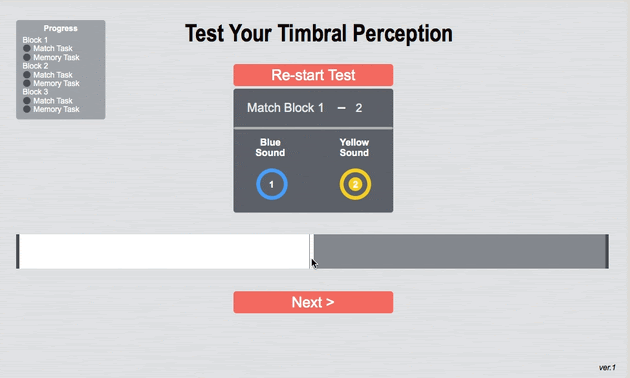 Progress
Block 1
Match Task
Memory Task
Block 2
Match Task
Memory Task
Block 3
Match Task
Memory Task
Test Your Timbral Perception
Re-start Test
Match Block 1 – 2
Blue Yellow
Sound Sound
1 2
Next >
ver.1